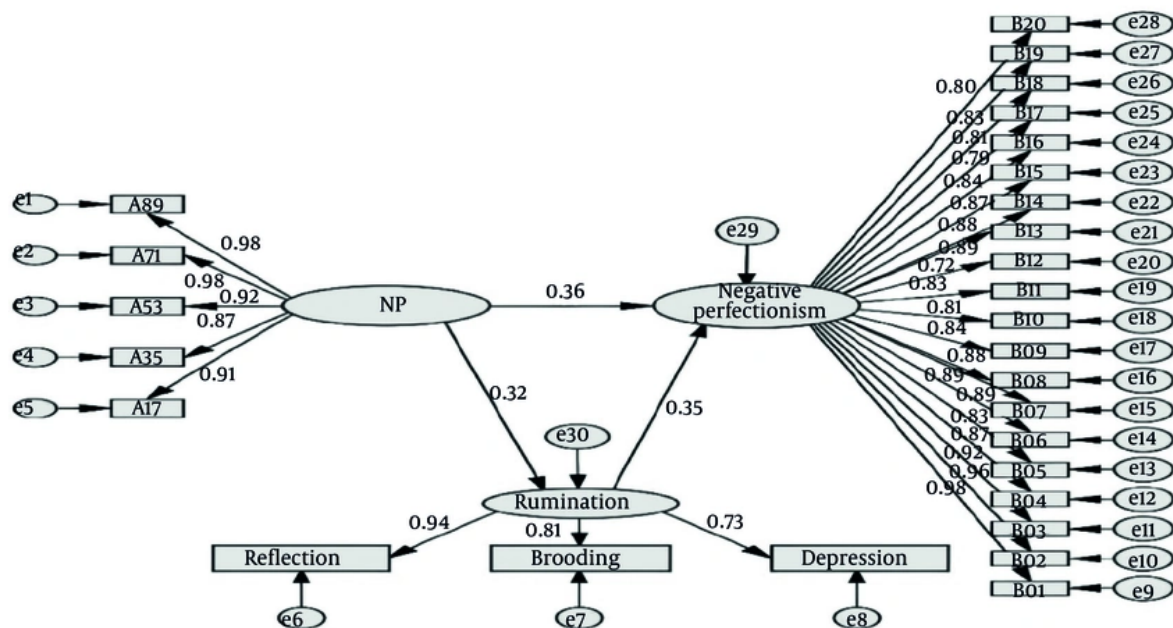 B20 e28
B19 e27
0.80 B18 e26
0.83 B17 e25
0.81 B16 e24
0.79 B15 e23
0.84 B14 e22
0.87 B13 e21
0.88 B12 e20
0.89 B11 e19
0.72 B10 e18
0.83 B09 e17
0.81 B08 e16
0.84 B07 e15
0.88 B06 e14
0.89 B05 e13
0.89 B04 e12
0.83 B03 e11
0.87 B02 e10
0.92 B01 e9
0.96
0.98
e1 A89
0.98
e2 A71
0.98
e3 A53 0.92
e4 A35 0.87
e5 A17 0.91
NP
0.36
e29
Negative
perfectionism
0.32
0.35
e30
Rumination
0.94 0.81 0.73
Reflection Brooding Depression
e6 e7 e8